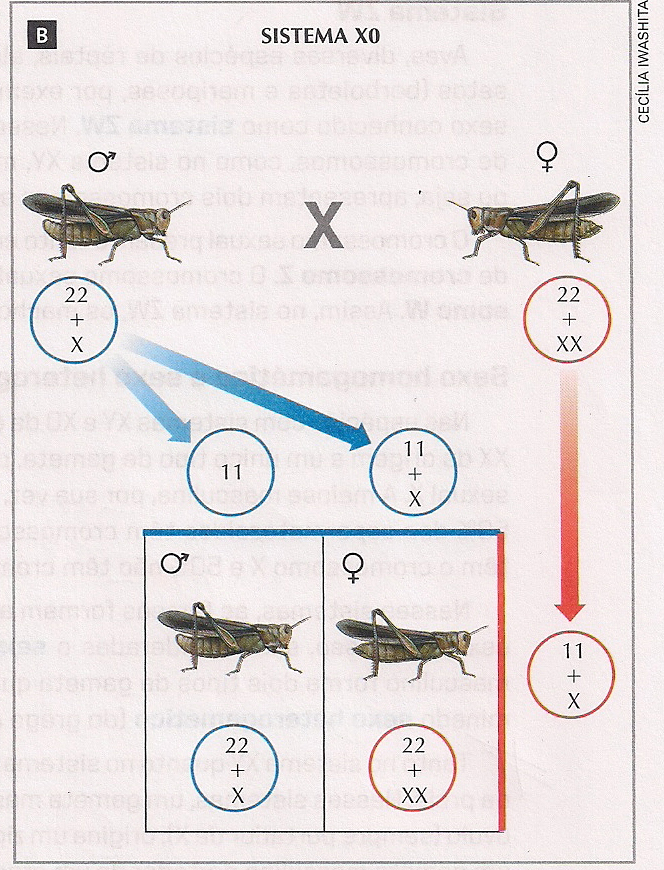 B
SISTEMA X0
CECÍLIA IWASHITA
♂
♀
X
22
+
X
22
+
XX
11
11
+
X
♂
♀
11
+
X
22
+
X
22
+
XX